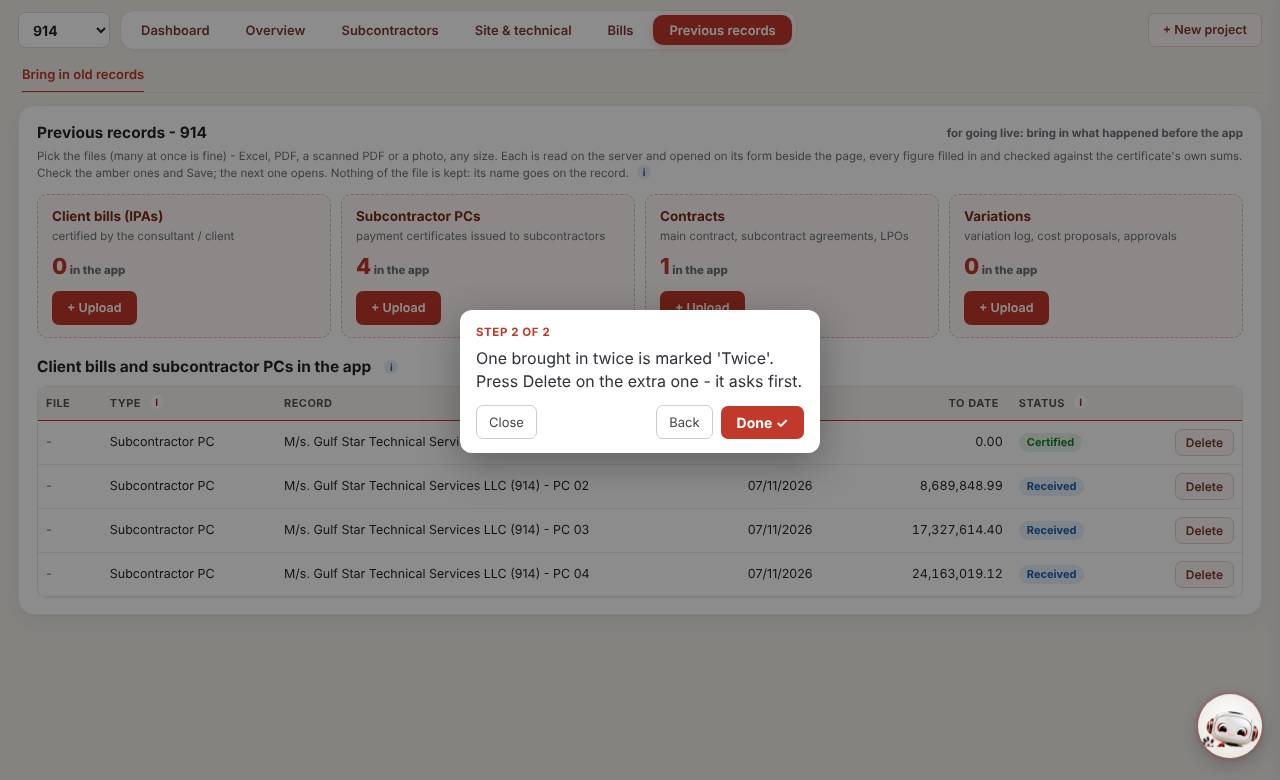 914
Dashboard
Overview
Subcontractors
Site & technical
Bills
Previous records
+ New project
Bring in old records
Previous records - 914
for going live: bring in what happened before the app
Pick the files (many at once is fine) - Excel, PDF, a scanned PDF or a photo, any size. Each is read on the server and opened on its form beside the page, every figure filled in and checked against the certificate's own sums.
Check the amber ones and Save; the next one opens. Nothing of the file is kept: its name goes on the record. i
Client bills (IPAs)
certified by the consultant / client
0 in the app
+ Upload
Subcontractor PCs
payment certificates issued to subcontractors
4 in the app
+ Upload
Contracts
main contract, subcontract agreements, LPOs
1 in the app
+ Upload
Variations
variation log, cost proposals, approvals
0 in the app
+ Upload
STEP 2 OF 2
One brought in twice is marked 'Twice'.
Press Delete on the extra one - it asks first.
Close
Back
Done ✓
Client bills and subcontractor PCs in the app i
FILE TYPE I RECORD TO DATE STATUS I
- Subcontractor PC M/s. Gulf Star Technical Servi 0.00 Certified Delete
- Subcontractor PC M/s. Gulf Star Technical Services LLC (914) - PC 02 07/11/2026 8,689,848.99 Received Delete
- Subcontractor PC M/s. Gulf Star Technical Services LLC (914) - PC 03 07/11/2026 17,327,614.40 Received Delete
- Subcontractor PC M/s. Gulf Star Technical Services LLC (914) - PC 04 07/11/2026 24,163,019.12 Received Delete